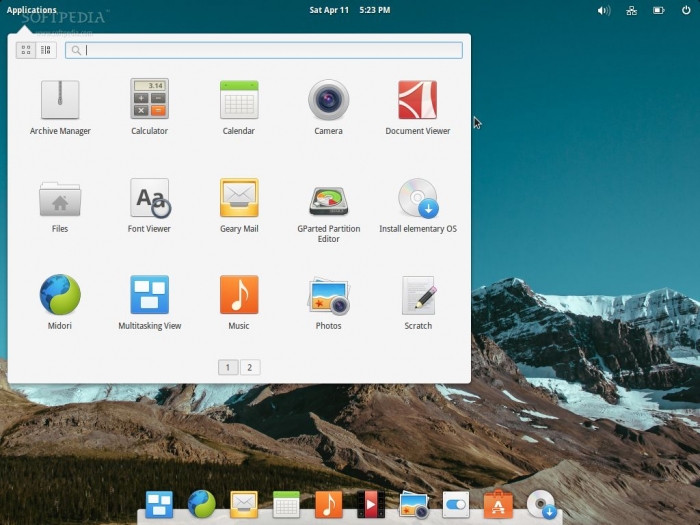 Applications
Sat Apr 11 5:23 PM
SOFTPEDIA™
www.softpedia.com
3.14
Archive Manager
Calculator
Calendar
Camera
Document Viewer
Aa
Files
Font Viewer
Geary Mail
GParted Partition
Editor
Install elementary OS
Midori
Multitasking View
Music
Photos
Scratch
1
2